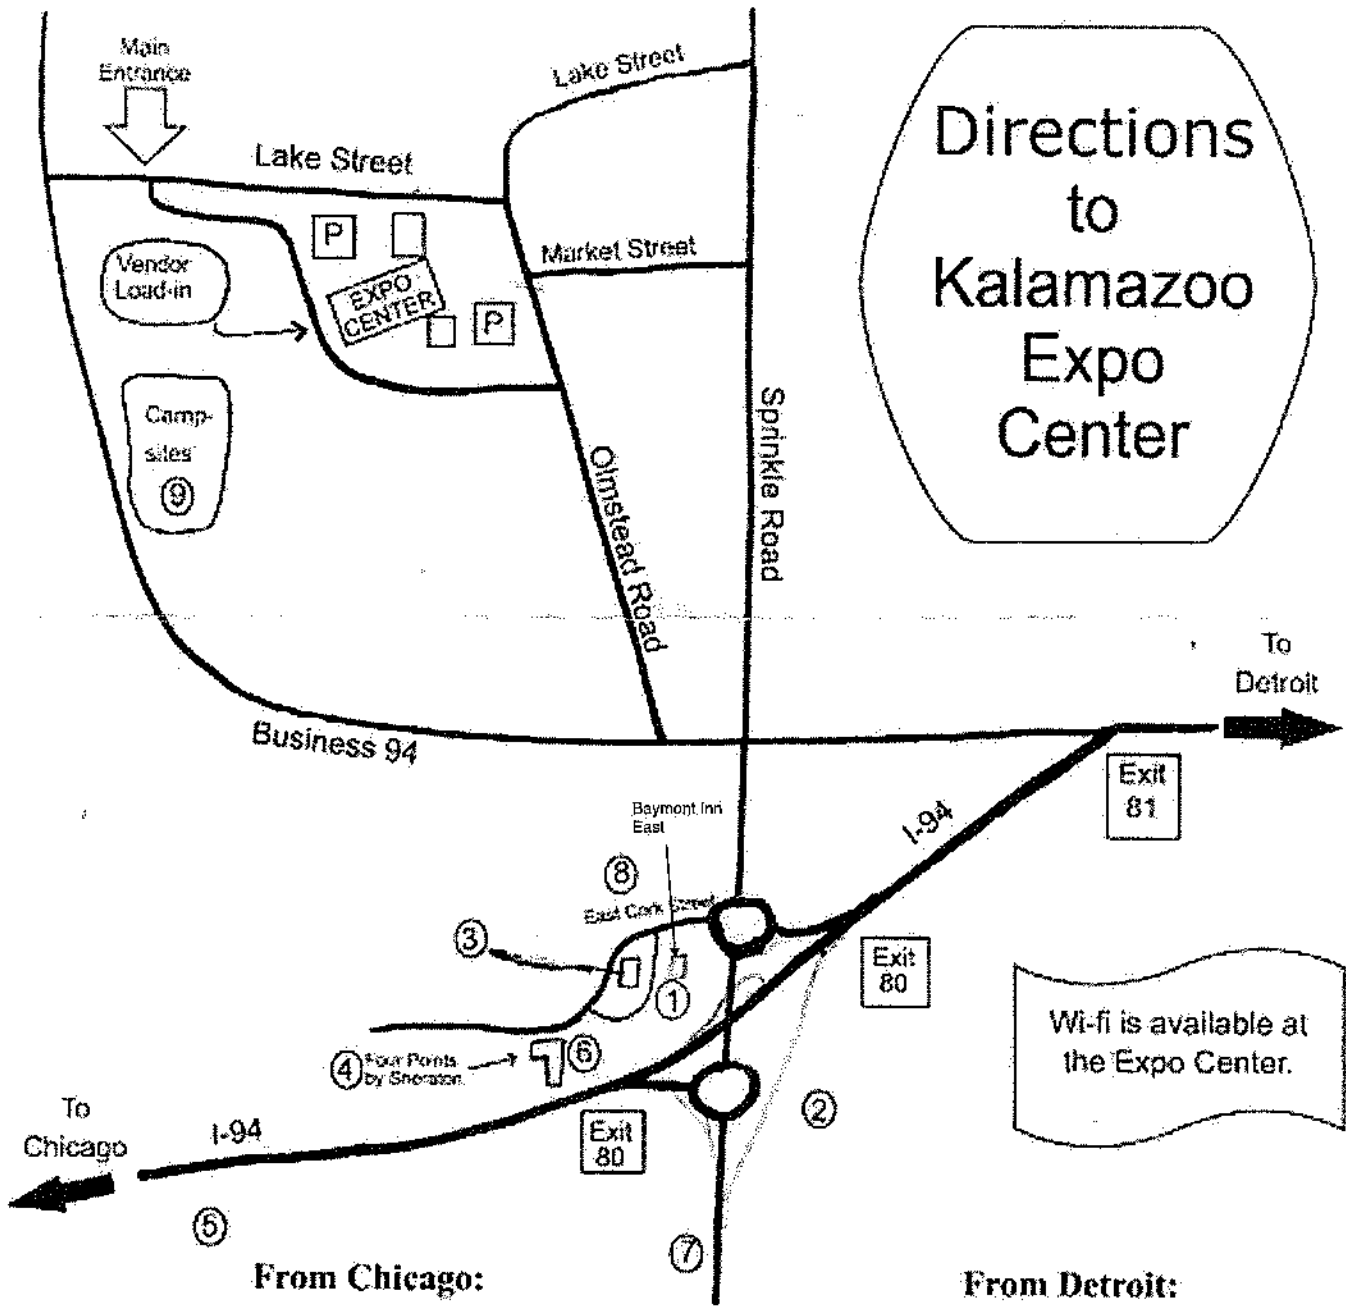 Main
Entrance
Lake Street
Lake Street
Directions
to
Kalamazoo
Expo
Center
P
Market Street
Vendor
Load-in
EXPO
CENTER
P
Camp-
sites
9
Sprinkle Road
Olmstead Road
To
Detroit
Business 94
Exit
81
I-94
Baymont Inn
East
8
East Cork Street
3
Exit
80
1
Wi-fi is available at
the Expo Center.
4
Four Points
by Sheraton
6
2
To
Chicago
I-94
Exit
80
5
7
From Chicago:
From Detroit: